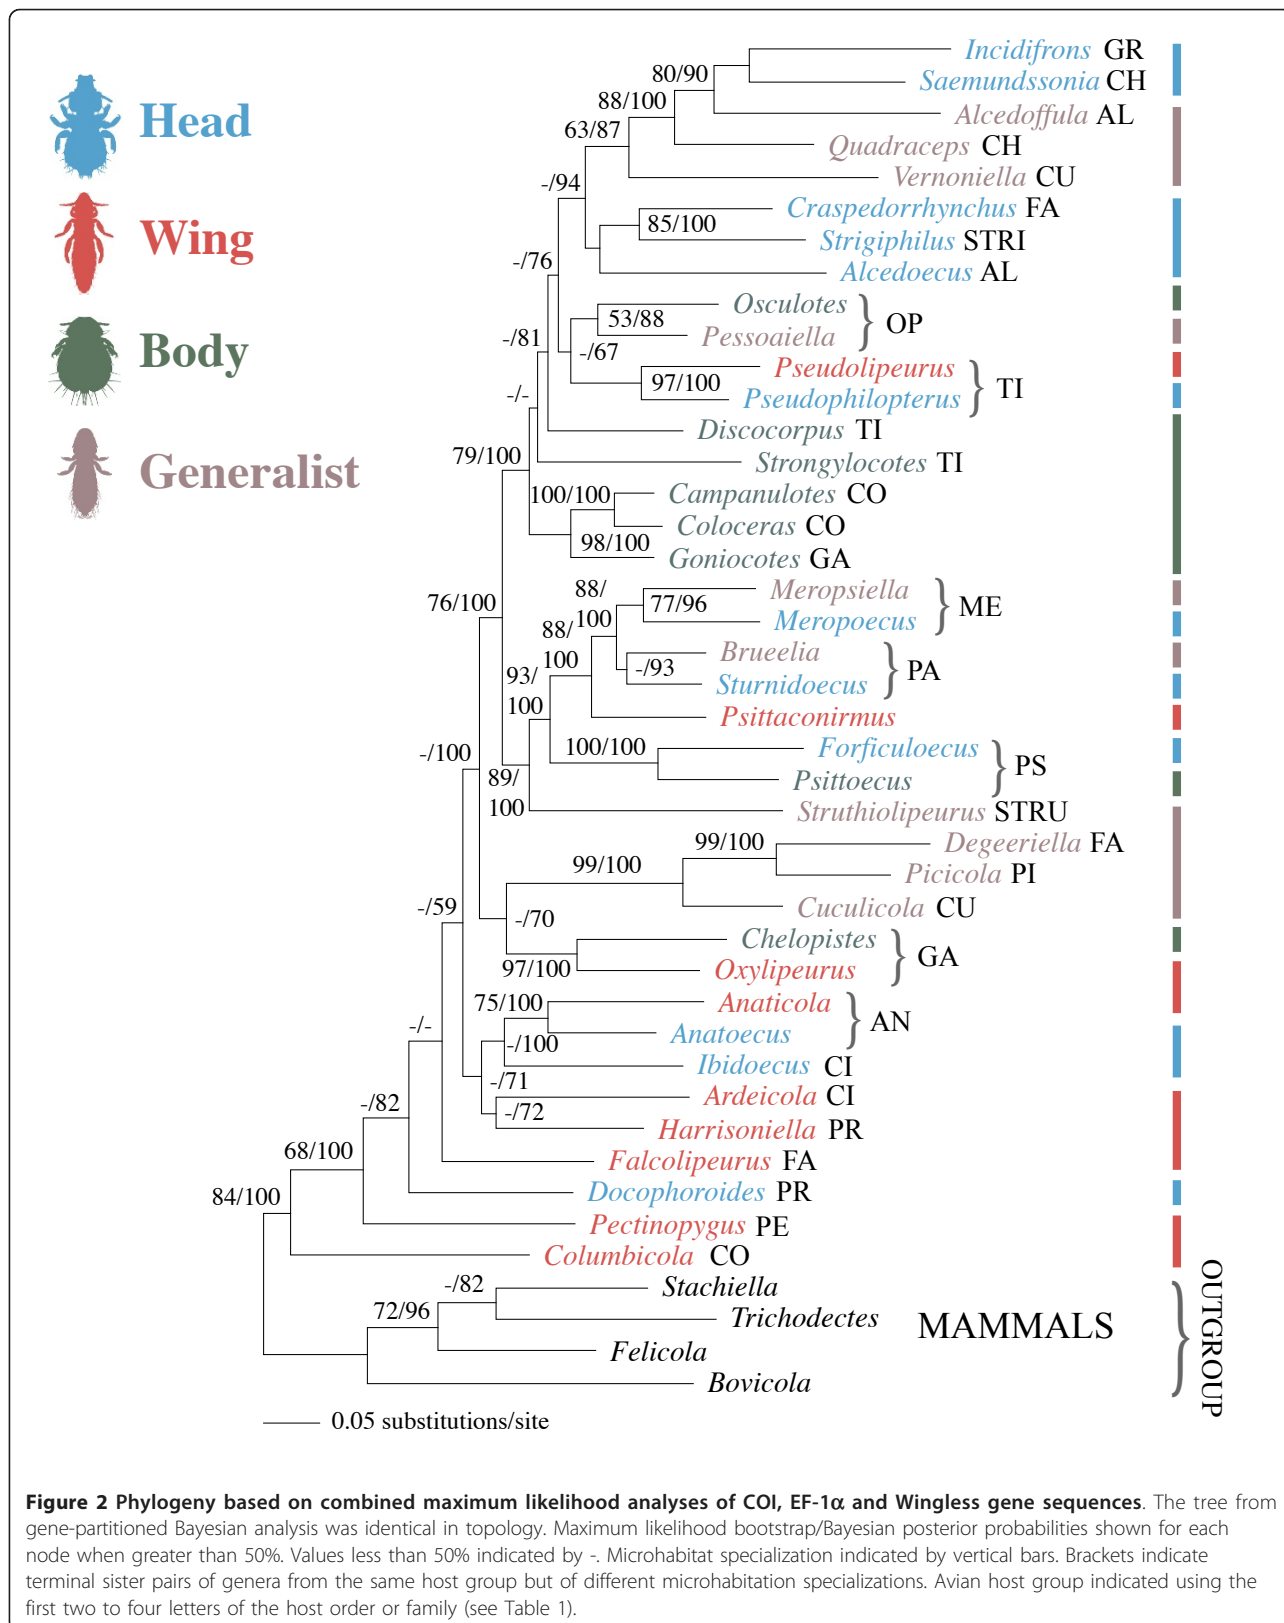 Head
Wing
Body
Generalist
Incidifrons GR
80/90
Saemundssonia CH
88/100
Alcedoffula AL
63/87
Quadraceps CH
Vernoniella CU
-/94
Craspedorrhynchus FA
85/100
Strigiphilus STRI
-/76
Alcedoecus AL
Osculotes
53/88
OP
Pessoaiella
-/81
-/67
Pseudolipeurus
97/100
TI
-/-
Pseudophilopterus
Discocorpus TI
79/100
Strongylocotes TI
100/100
Campanulotes CO
Coloceras CO
98/100
Goniocotes GA
88/
100
Meropsiella
76/100
77/96
ME
Meropoecus
88/
100
Brueelia
-/93
PA
93/
100
Sturnidoecus
Psittaconirmus
100/100
Forficuloecus
-/100
PS
89/
100
Psittoecus
Struthiolipeurus STRU
99/100
Degeeriella FA
99/100
Picicola PI
-/59
Cuculicola CU
-/70
Chelopistes
GA
97/100
Oxylipeurus
75/100
Anaticola
AN
-/-
Anatoecus
-/100
Ibidoecus CI
-/71
Ardeicola CI
-/82
-/72
Harrisoniella PR
68/100
Falcolipeurus FA
84/100
Docophoroides PR
Pectinopygus PE
Columbicola CO
-/82
Stachiella
72/96
Trichodectes
MAMMALS
OUTGROUP
Felicola
Bovicola
0.05 substitutions/site
Figure 2 Phylogeny based on combined maximum likelihood analyses of COI, EF-1α and Wingless gene sequences. The tree from
gene-partitioned Bayesian analysis was identical in topology. Maximum likelihood bootstrap/Bayesian posterior probabilities shown for each
node when greater than 50%. Values less than 50% indicated by -. Microhabitat specialization indicated by vertical bars. Brackets indicate
terminal sister pairs of genera from the same host group but of different microhabitation specializations. Avian host group indicated using the
first two to four letters of the host order or family (see Table 1).